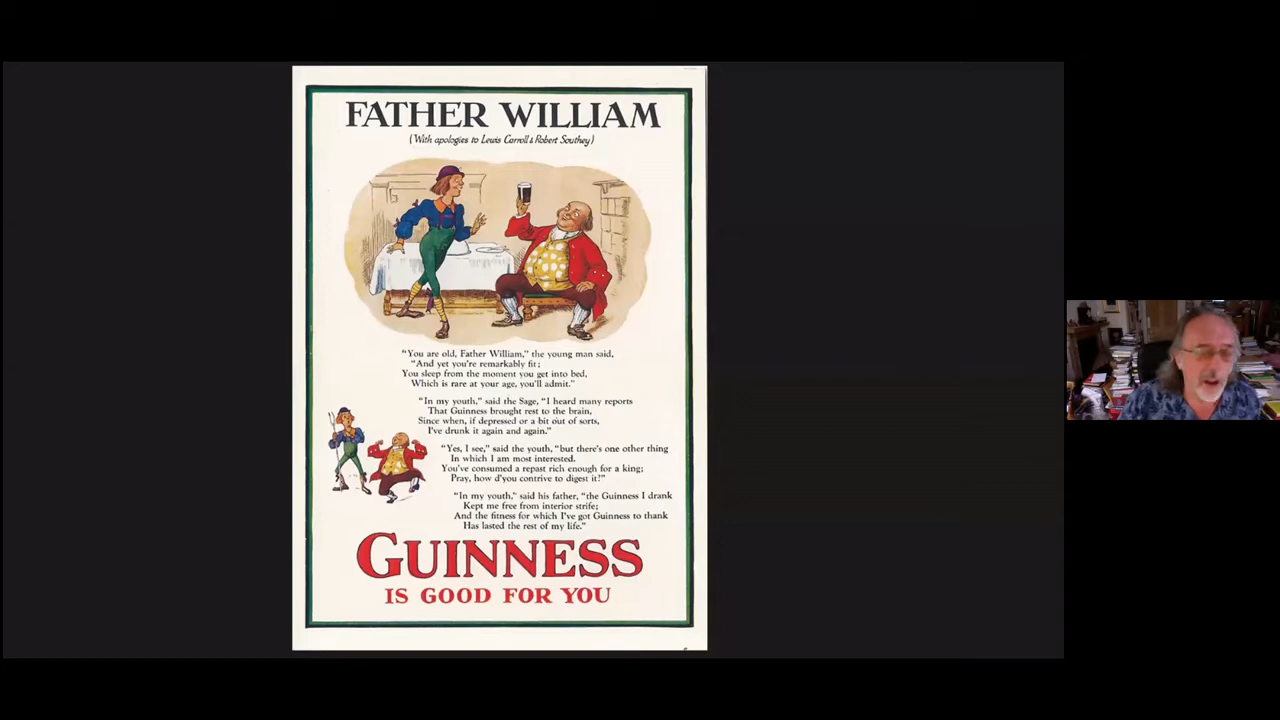 FATHER WILLIAM
(With apologies to Lewis Carroll & Robert Southey)
"You are old, Father William," the young man said,
"And yet you're remarkably fit;
You sleep from the moment you get into bed,
Which is rare at your age, you'll admit."
"In my youth," said the Sage, "I heard many reports
That Guinness brought rest to the brain,
Since when, if depressed or a bit out of sorts,
I've drunk it again and again."
"Yes, I see," said the youth, "but there's one other thing
In which I am most interested.
You've consumed a repast rich enough for a king;
Pray, how d'you contrive to digest it?"
"In my youth," said his father, "the Guinness I drank
Kept me free from interior strife;
And the fitness for which I've got Guinness to thank
Has lasted the rest of my life."
GUINNESS
IS GOOD FOR YOU